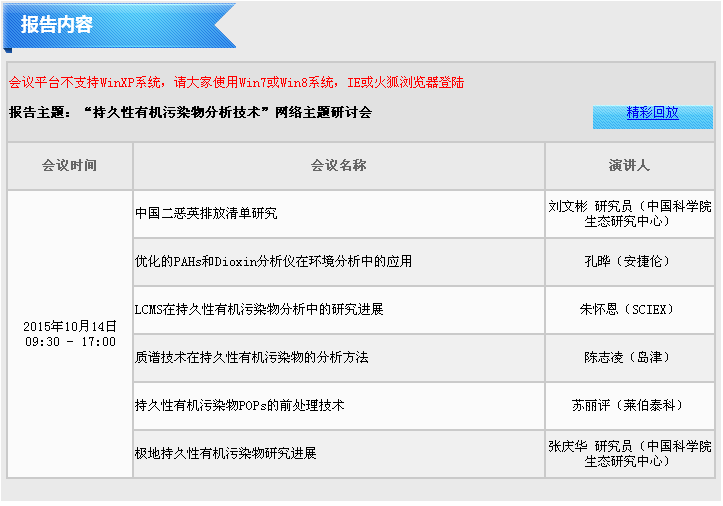 报告内容
会议平台不支持WinXP系统，请大家使用Win7或Win8系统，IE或火狐浏览器登陆
报告主题：“持久性有机污染物分析技术”网络主题研讨会
精彩回放
会议时间 会议名称 演讲人
2015年10月14日
09:30 - 17:00
中国二恶英排放清单研究
刘文彬 研究员（中国科学院
生态研究中心）
优化的PAHs和Dioxin分析仪在环境分析中的应用
孔晔（安捷伦）
LCMS在持久性有机污染物分析中的研究进展
朱怀恩（SCIEX）
质谱技术在持久性有机污染物的分析方法
陈志凌（岛津）
持久性有机污染物POPs的前处理技术
苏丽评（莱伯泰科）
极地持久性有机污染物研究进展
张庆华 研究员（中国科学院
生态研究中心）